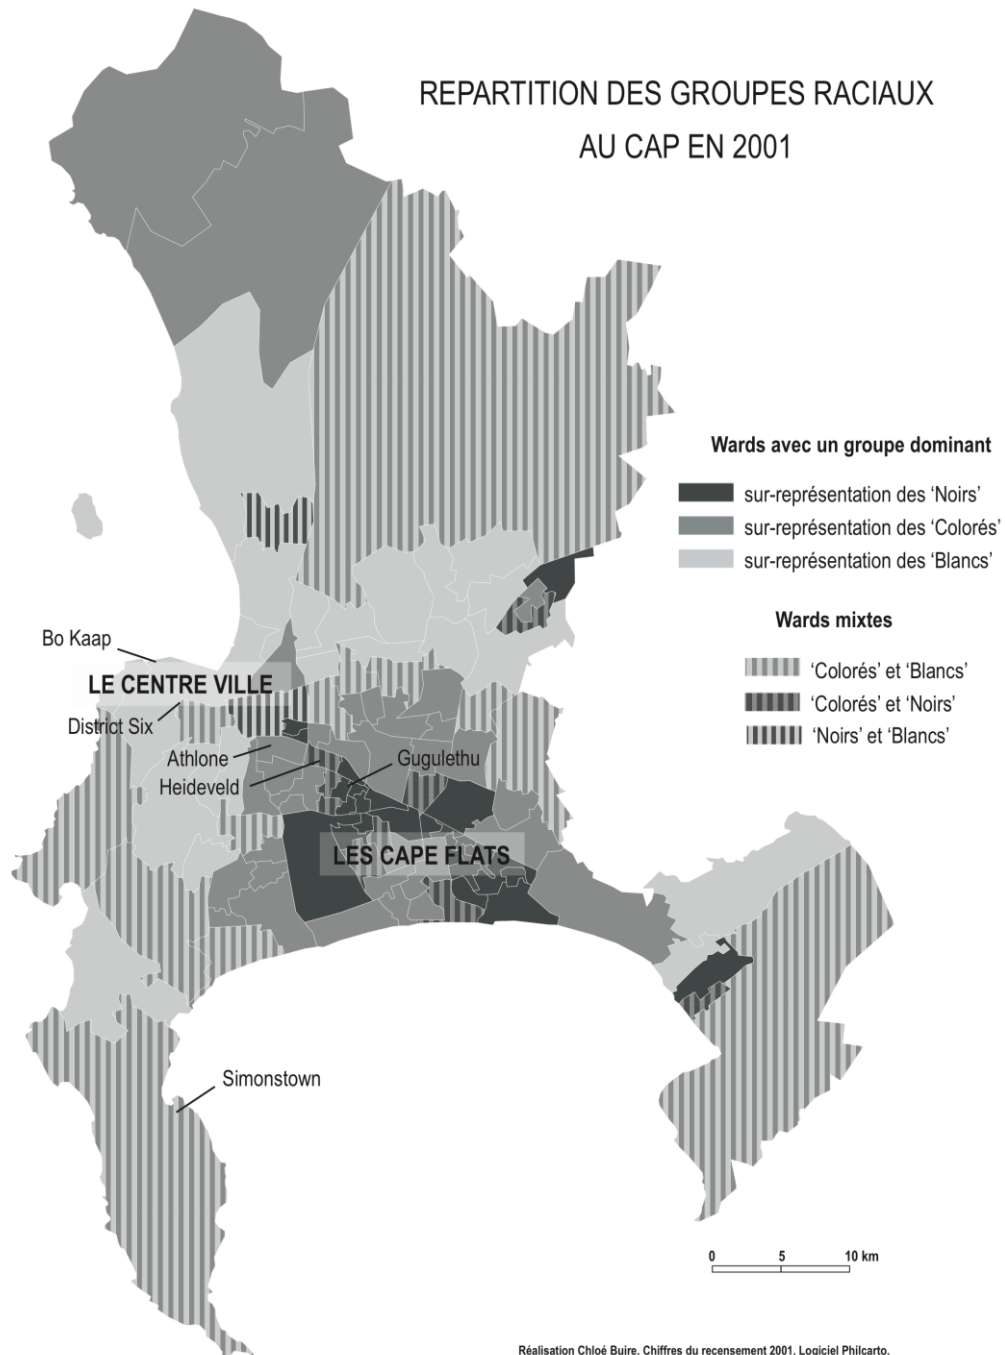 REPARTITION DES GROUPES RACIAUX
AU CAP EN 2001
Wards avec un groupe dominant
sur-représentation des ‘Noirs’
sur-représentation des ‘Colorés’
sur-représentation des ‘Blancs’
Wards mixtes
‘Colorés’ et ‘Blancs’
‘Colorés’ et ‘Noirs’
‘Noirs’ et ‘Blancs’
Bo Kaap
LE CENTRE VILLE
District Six
Athlone
Gugulethu
Heideveld
LES CAPE FLATS
Simonstown
0 5 10 km
Réalisation Chloé Buire. Chiffres du recensement 2001. Logiciel Philcarto.